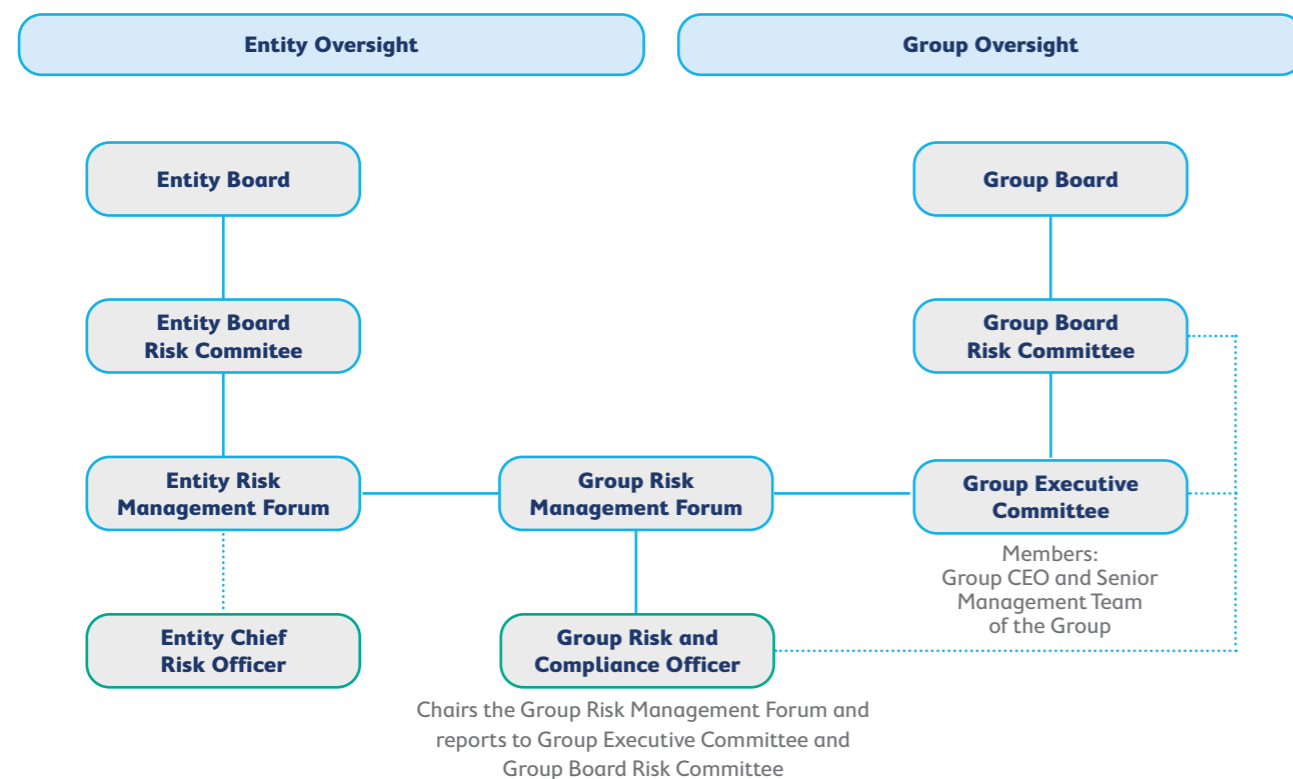 Entity Oversight
Group Oversight
Entity Board
Group Board
Entity Board
Risk Commitee
Group Board
Risk Committee
Entity Risk
Management Forum
Group Risk
Management Forum
Group Executive
Committee
Members:
Group CEO and Senior
Management Team
of the Group
Entity Chief
Risk Officer
Group Risk and
Compliance Officer
Chairs the Group Risk Management Forum and
reports to Group Executive Committee and
Group Board Risk Committee